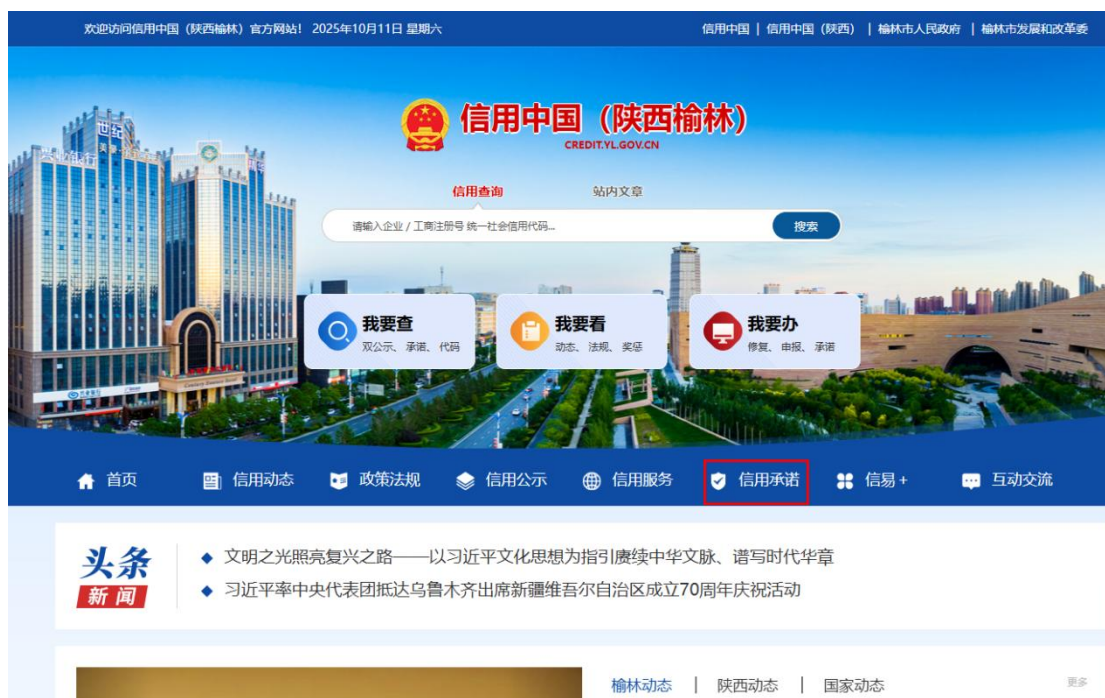 欢迎访问信用中国（陕西榆林）官方网站！ 2025年10月11日 星期六 信用中国 | 信用中国（陕西） | 榆林市人民政府 | 榆林市发展和改革委
世纪
信用中国（陕西榆林）
CREDIT.YL.GOV.CN
信用查询 站内文章
请输入企业 / 工商注册号 统一社会信用代码... 搜索
我要查 我要看 我要办
双公示、承诺、代码 动态、法规、奖惩 修复、申报、承诺
首页 信用动态 政策法规 信用公示 信用服务 信用承诺 信易+ 互动交流
头条
新闻
文明之光照亮复兴之路——以习近平文化思想为指引赓续中华文脉、谱写时代华章
习近平率中央代表团抵达乌鲁木齐出席新疆维吾尔自治区成立70周年庆祝活动
榆林动态 | 陕西动态 | 国家动态 更多